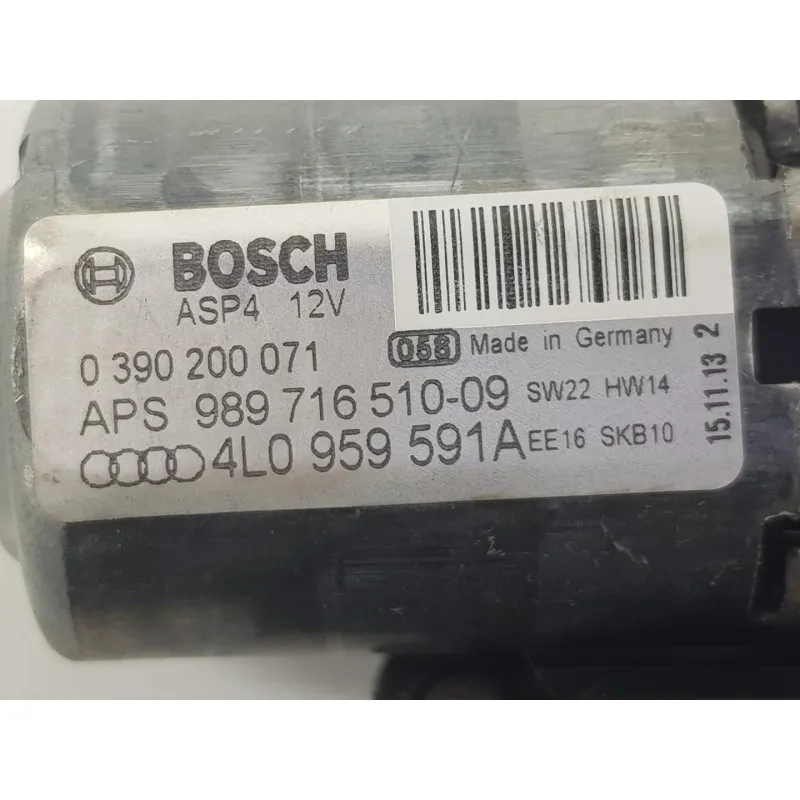 BOSCH
ASP4 12V
0 390 200 071
058 Made in Germany
APS 989 716 510-09 SW22 HW14
4L0 959 591A EE16 SKB10
15.11.13 2